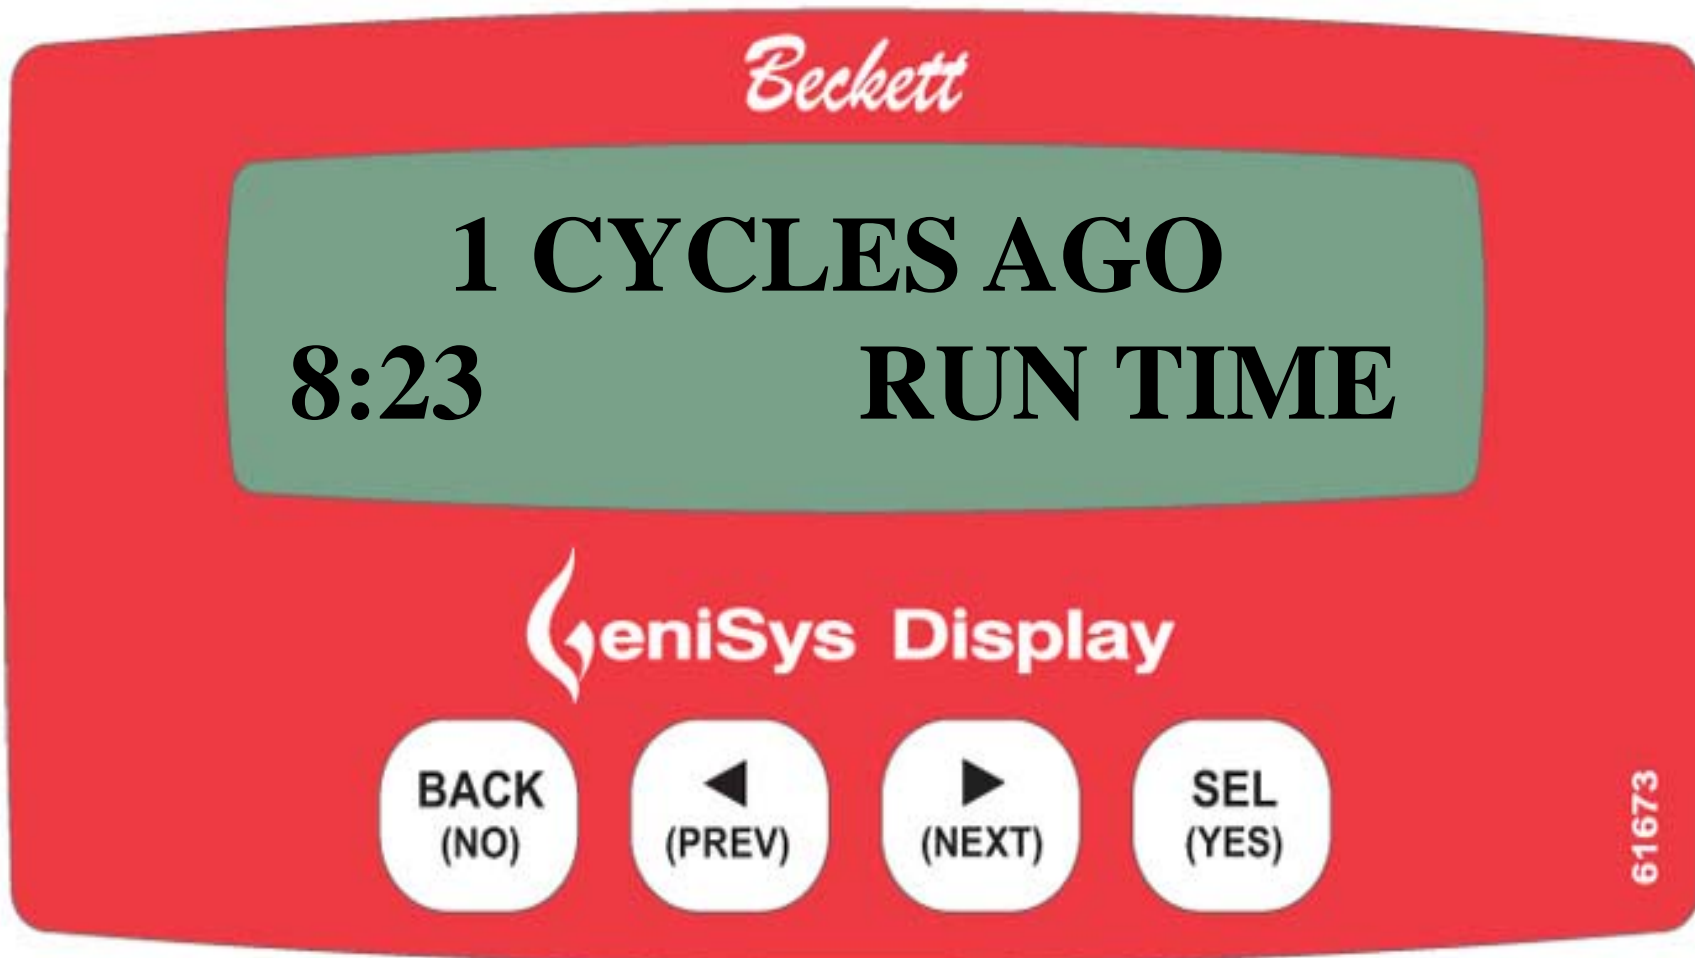 Beckett
1 CYCLES AGO
8:23 RUN TIME
GeniSys Display
BACK
(NO)
◀
(PREV)
▶
(NEXT)
SEL
(YES)
61673